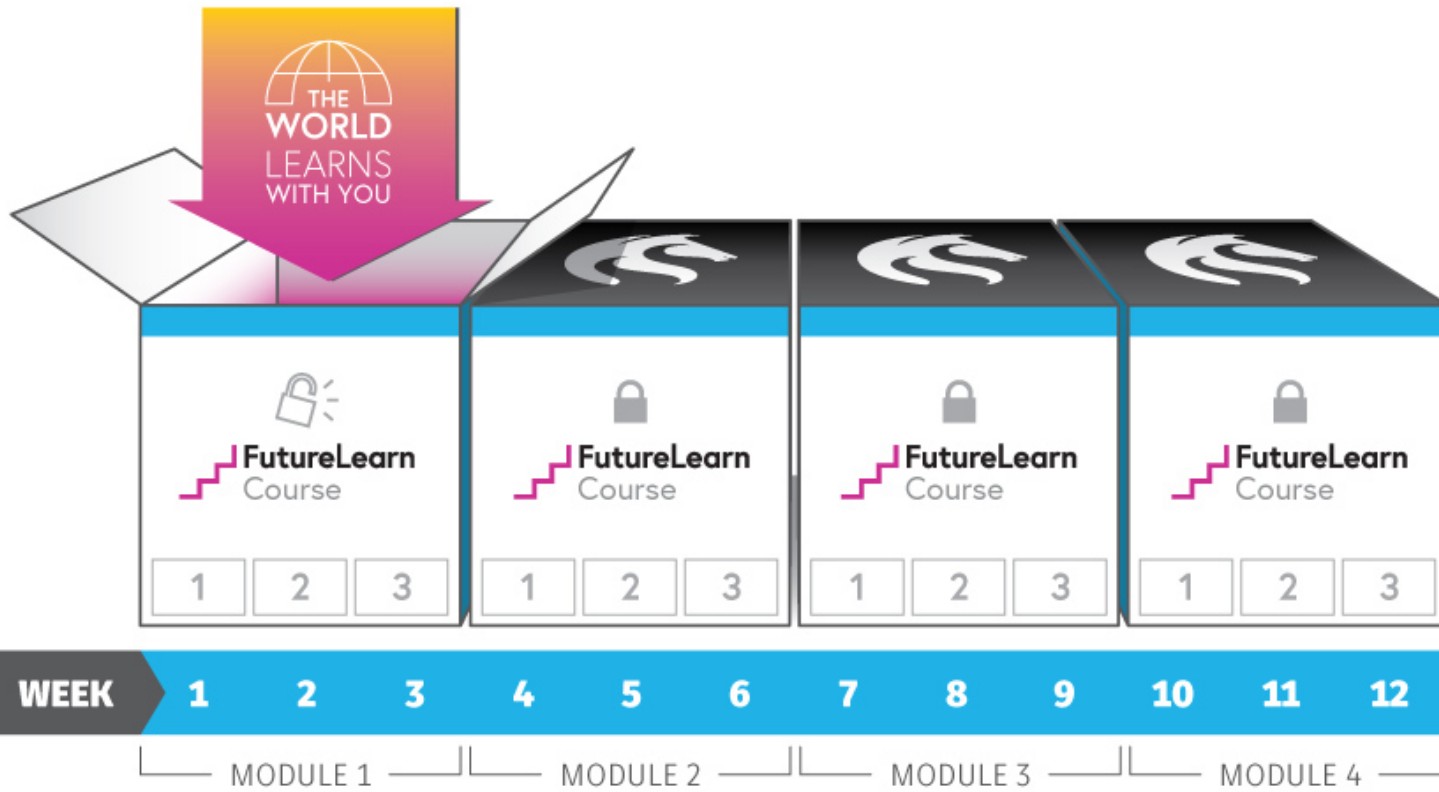 THE
WORLD
LEARNS
WITH YOU
FutureLearn
Course
1 2 3
FutureLearn
Course
1 2 3
FutureLearn
Course
1 2 3
FutureLearn
Course
1 2 3
WEEK 1 2 3 4 5 6 7 8 9 10 11 12
MODULE 1 MODULE 2 MODULE 3 MODULE 4